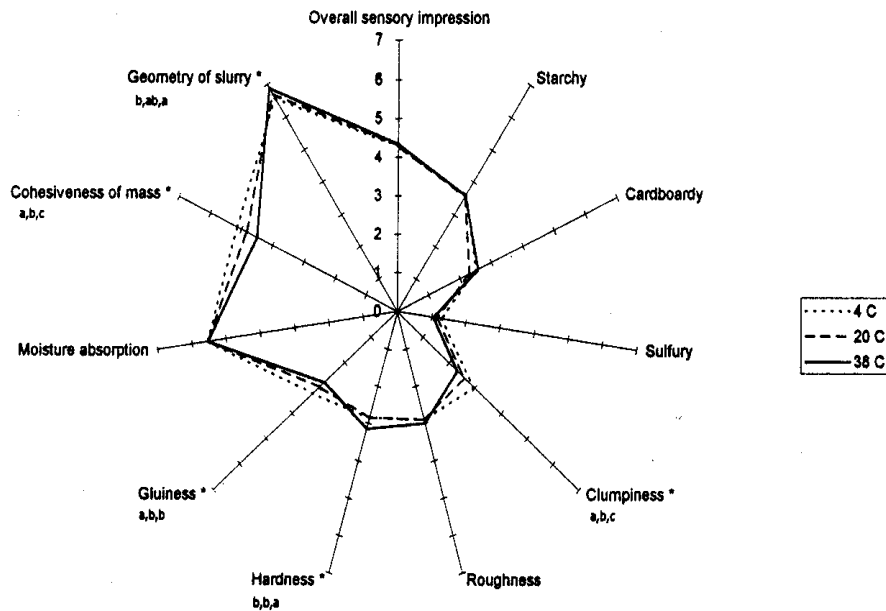 Overall sensory impression
7
6
5
4
3
2
1
0
Starchy
Cardboardy
Sulfury
Clumpiness *
a,b,c
Roughness
Hardness *
b,b,a
Gluiness *
a,b,b
Moisture absorption
Cohesiveness of mass *
a,b,c
Geometry of slurry *
b,ab,a
4 C
20 C
38 C